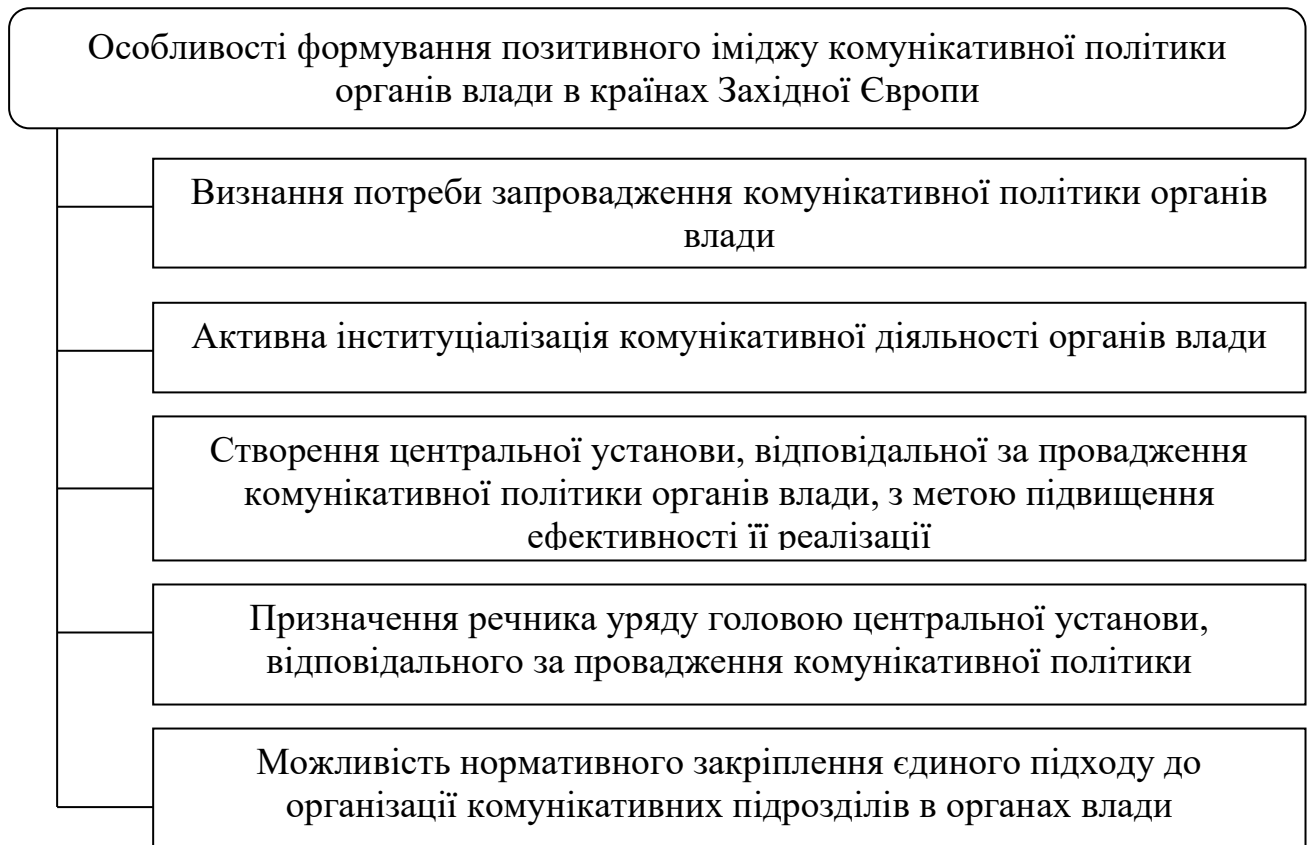 Особливості формування позитивного іміджу комунікативної політики
органів влади в країнах Західної Європи
Визнання потреби запровадження комунікативної політики органів
влади
Активна інституціалізація комунікативної діяльності органів влади
Створення центральної установи, відповідальної за провадження
комунікативної політики органів влади, з метою підвищення
ефективності її реалізації
Призначення речника уряду головою центральної установи,
відповідального за провадження комунікативної політики
Можливість нормативного закріплення єдиного підходу до
організації комунікативних підрозділів в органах влади